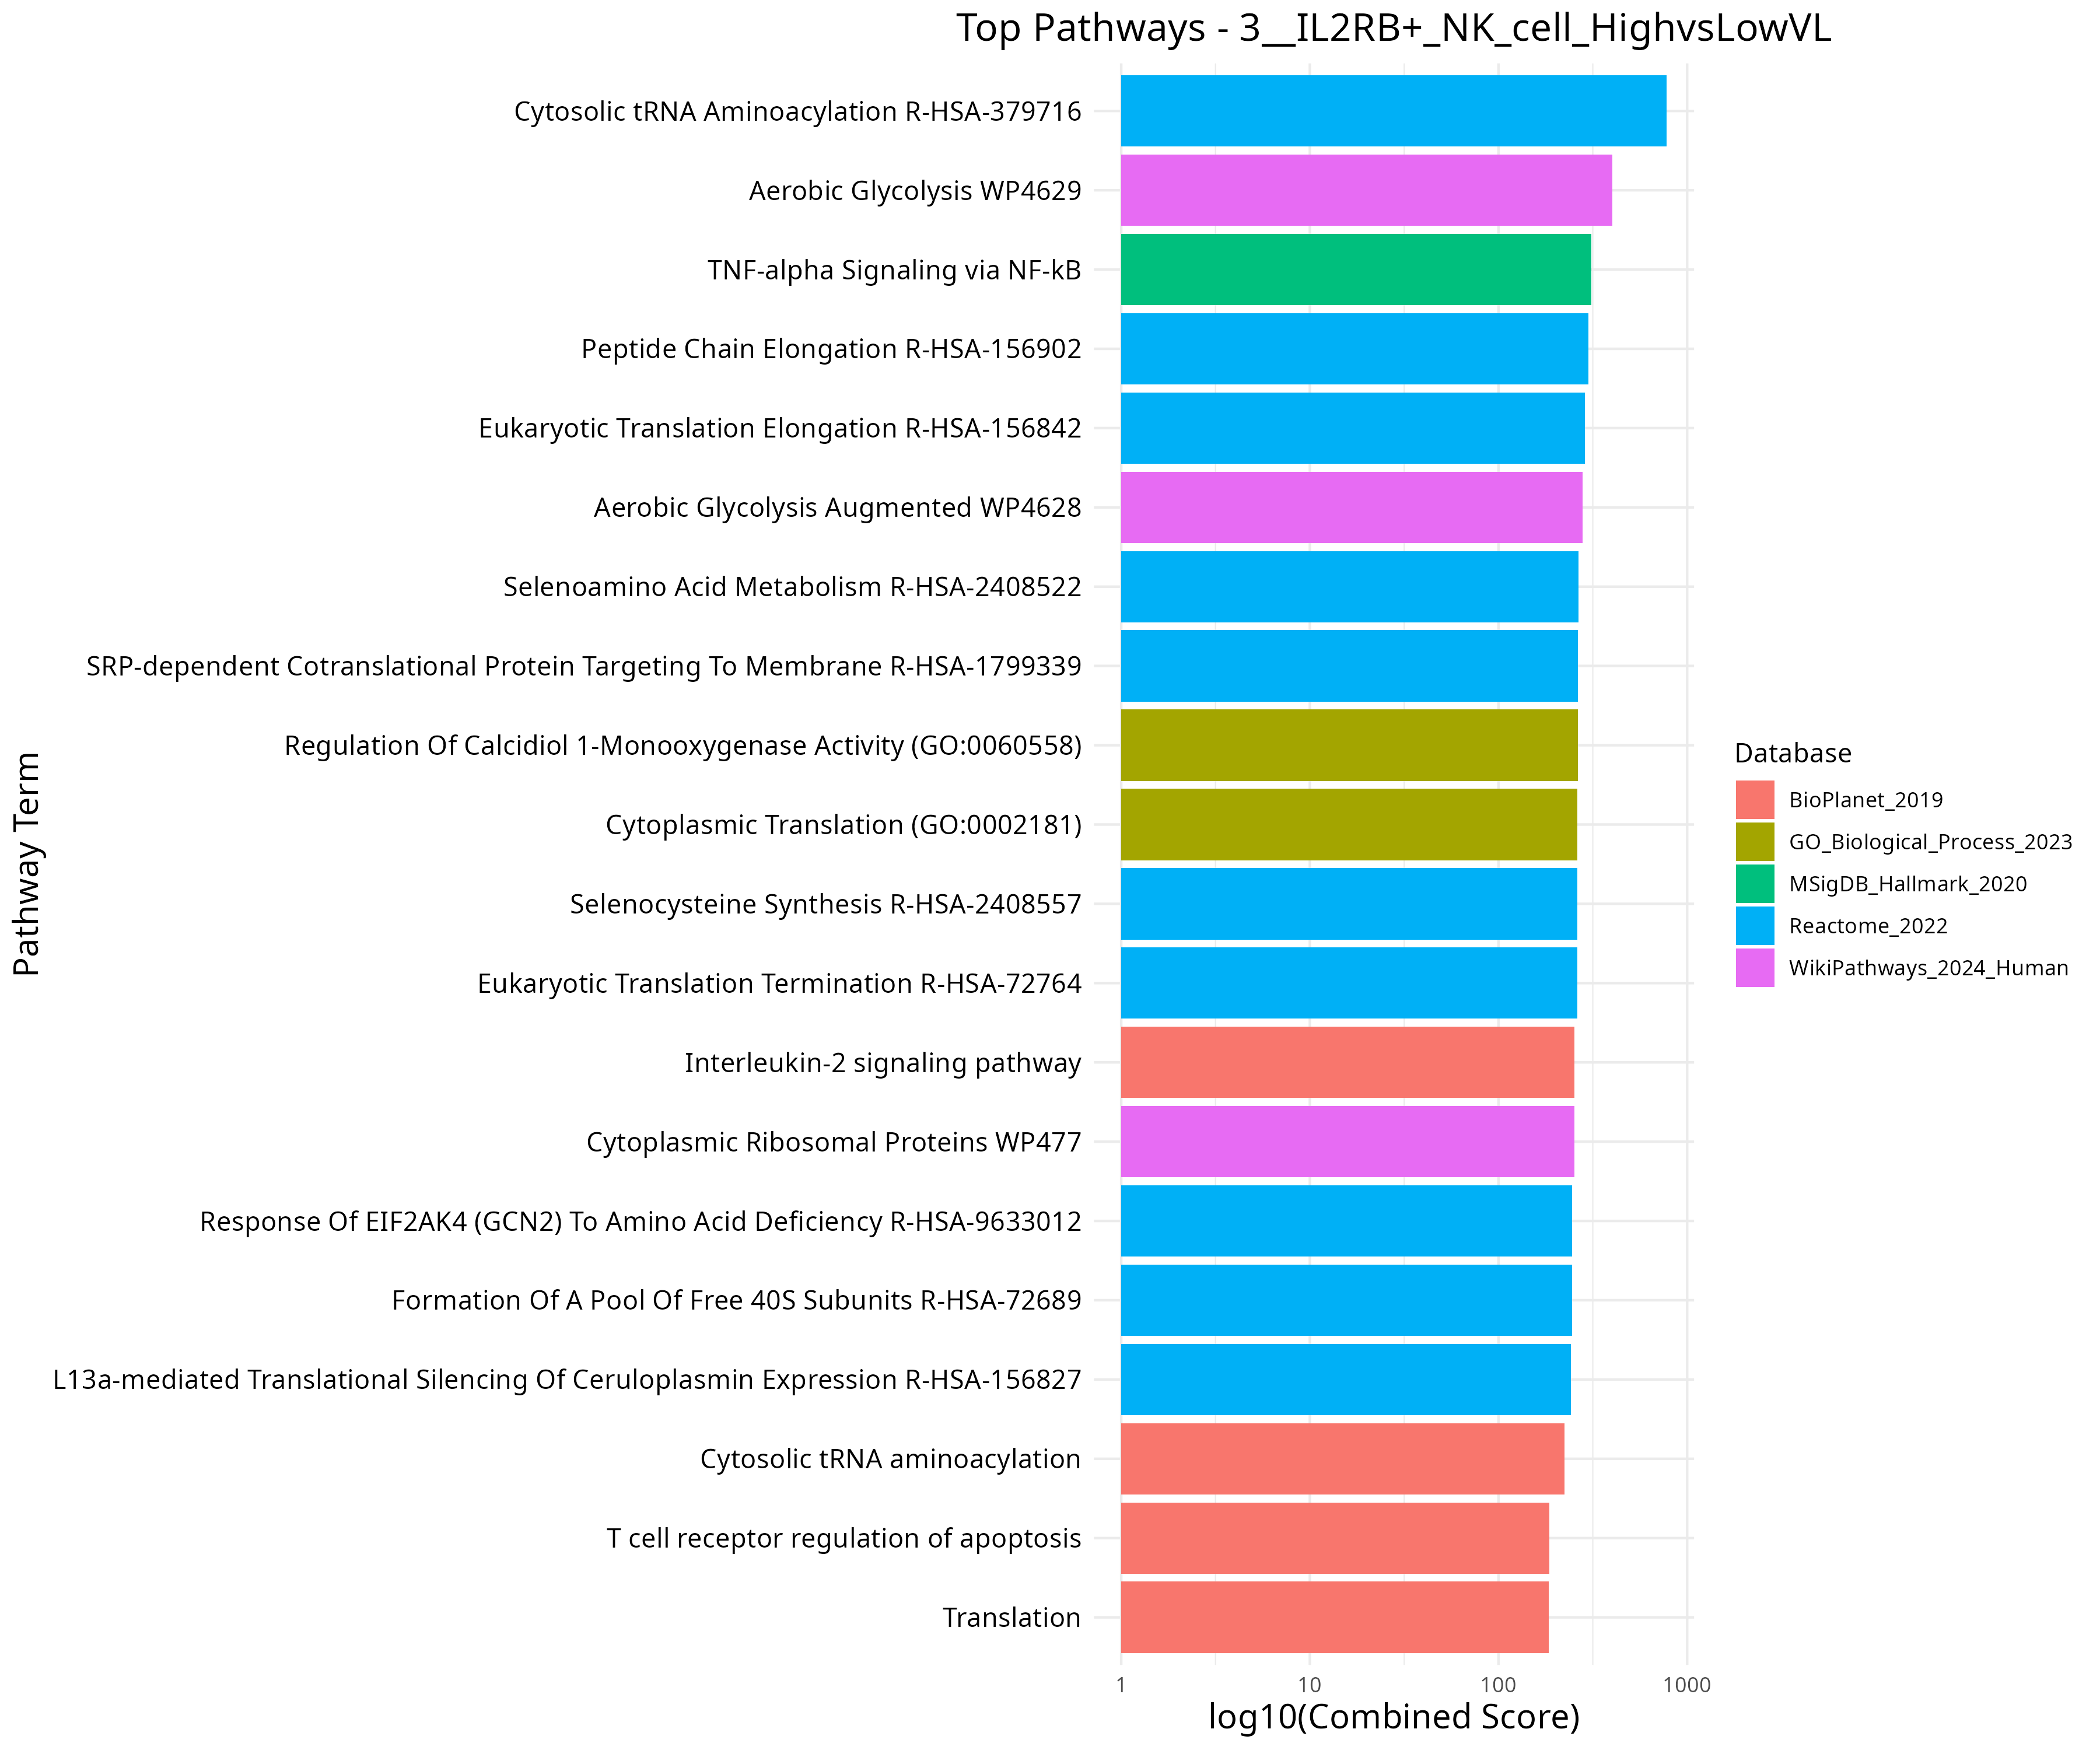 Top Pathways - 3__IL2RB+_NK_cell_HighvsLowVL
Pathway Term
Cytosolic tRNA Aminoacylation R-HSA-379716
Aerobic Glycolysis WP4629
TNF-alpha Signaling via NF-kB
Peptide Chain Elongation R-HSA-156902
Eukaryotic Translation Elongation R-HSA-156842
Aerobic Glycolysis Augmented WP4628
Selenoamino Acid Metabolism R-HSA-2408522
SRP-dependent Cotranslational Protein Targeting To Membrane R-HSA-1799339
Regulation Of Calcidiol 1-Monooxygenase Activity (GO:0060558)
Cytoplasmic Translation (GO:0002181)
Selenocysteine Synthesis R-HSA-2408557
Eukaryotic Translation Termination R-HSA-72764
Interleukin-2 signaling pathway
Cytoplasmic Ribosomal Proteins WP477
Response Of EIF2AK4 (GCN2) To Amino Acid Deficiency R-HSA-9633012
Formation Of A Pool Of Free 40S Subunits R-HSA-72689
L13a-mediated Translational Silencing Of Ceruloplasmin Expression R-HSA-156827
Cytosolic tRNA aminoacylation
T cell receptor regulation of apoptosis
Translation
1 10 100 1000
log10(Combined Score)
Database
BioPlanet_2019
GO_Biological_Process_2023
MSigDB_Hallmark_2020
Reactome_2022
WikiPathways_2024_Human